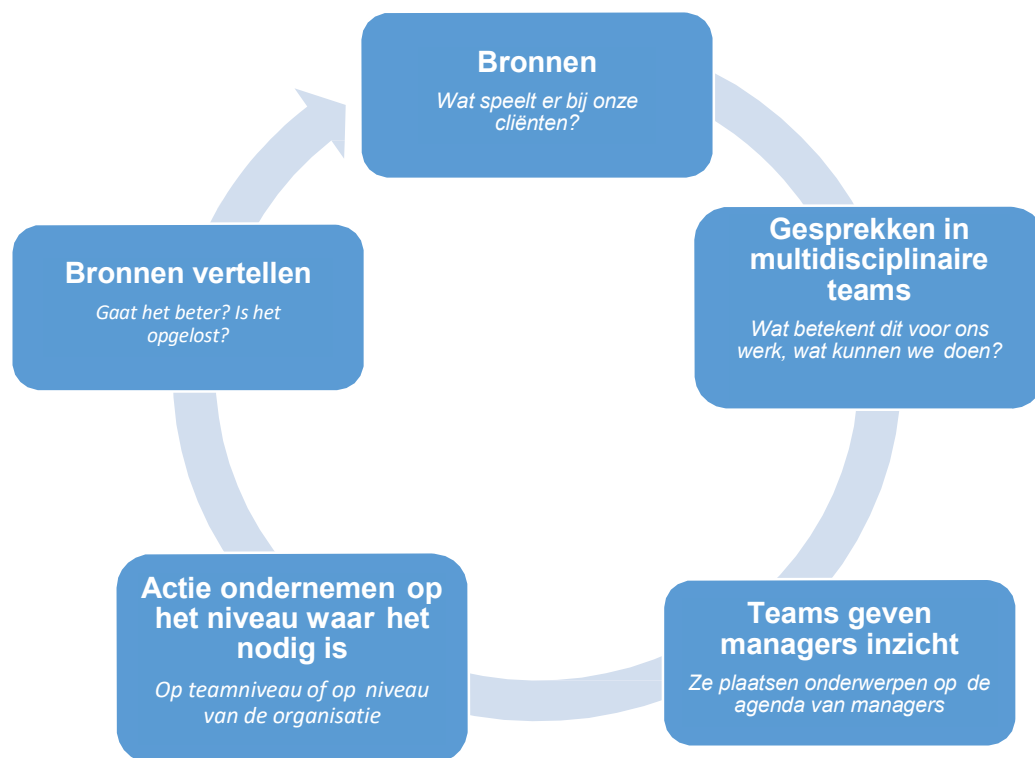 Bronnen
Wat speelt er bij onze
cliënten?
Gesprekken in
multidisciplinaire
teams
Wat betekent dit voor ons
werk, wat kunnen we doen?
Teams geven
managers inzicht
Ze plaatsen onderwerpen op de
agenda van managers
Actie ondernemen op
het niveau waar het
nodig is
Op teamniveau of op niveau
van de organisatie
Bronnen vertellen
Gaat het beter? Is het
opgelost?